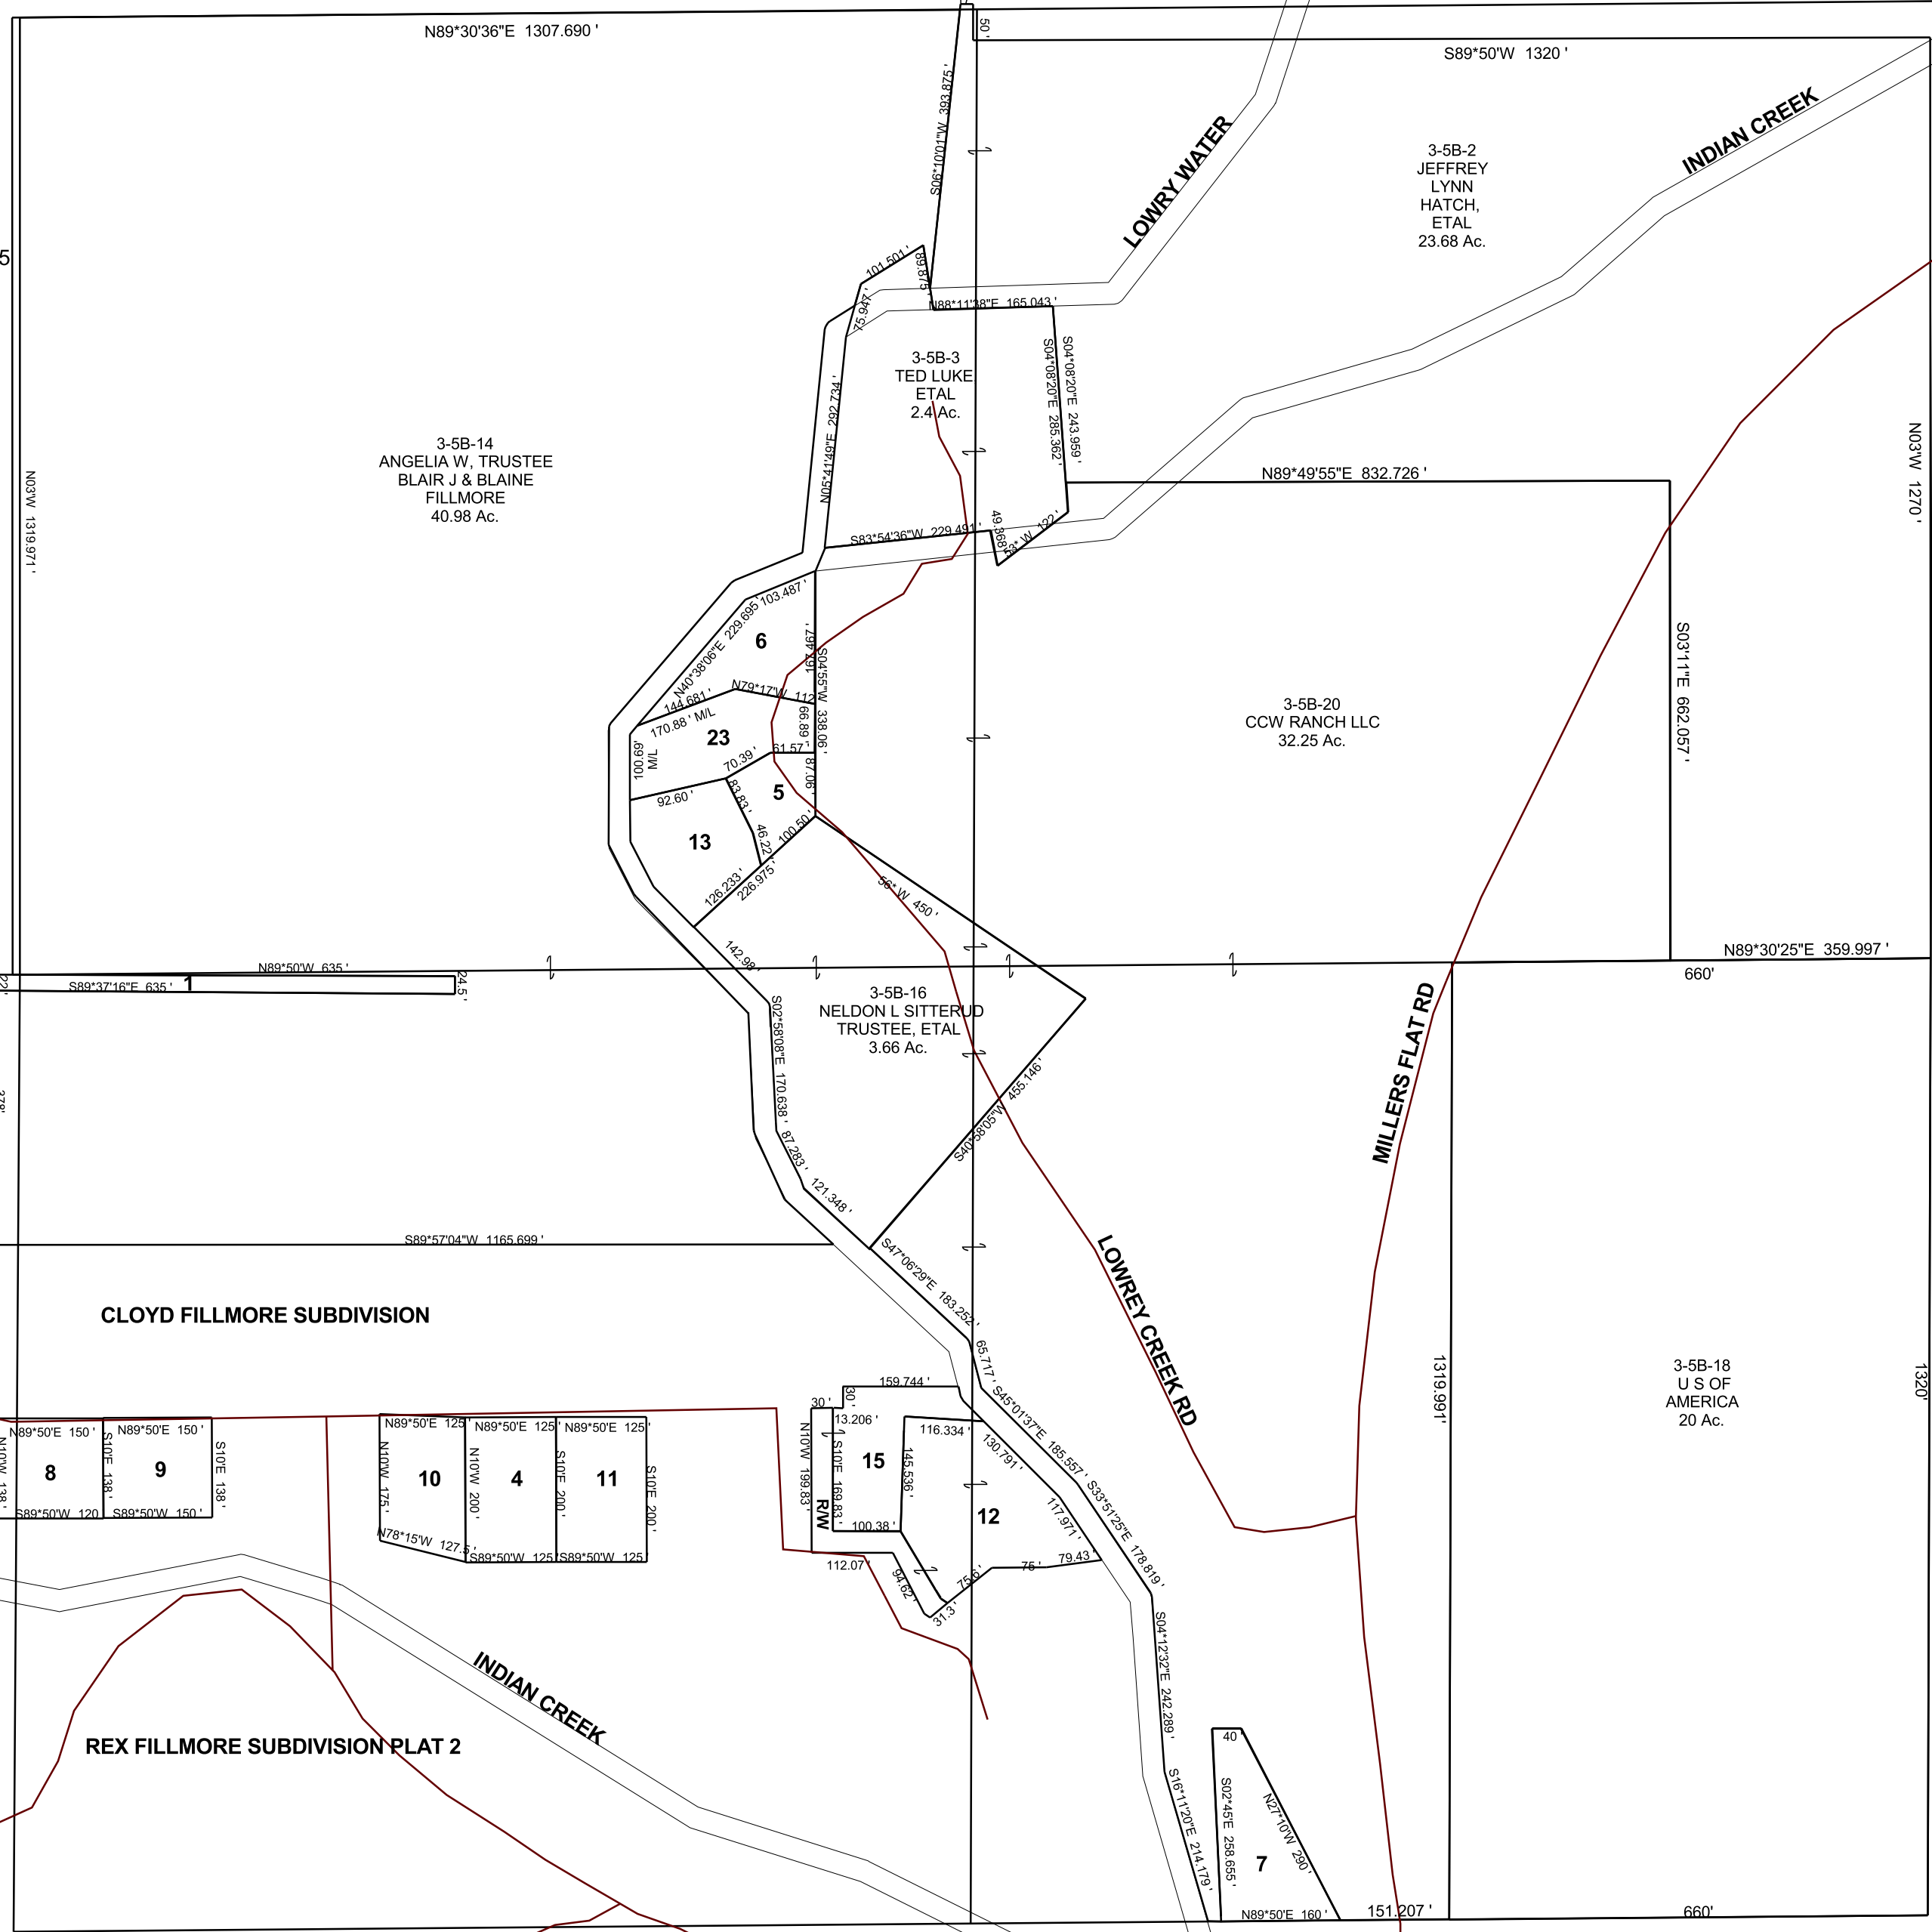 N89*30'36"E 1307.690 '
50 '
S89*50'W 1320 '
S06*10'01"W 393.875 '
LOWRY WATER
INDIAN CREEK
3-5B-2
JEFFREY
LYNN
HATCH,
ETAL
23.68 Ac.
5
101.501 '
89.875 '
75.947 '
N88*11'38"E 165.043 '
S04*08'20"E 285.362 '
S04*08'20"E 243.959 '
3-5B-3
TED LUKE
ETAL
2.4 Ac.
N05*41'49"E 292.734 '
3-5B-14
ANGELIA W, TRUSTEE
BLAIR J & BLAINE
FILLMORE
40.98 Ac.
N03'W 1319.971 '
N03'W 1270 '
N89*49'55"E 832.726 '
S83*54'36"W 229.491 '
49.368 '
53* W 122 '
103.487 '
N40*38'06"E 229.695 '
6
167.467 '
S04'55"W 338.06 '
N79*17'W 112 '
144.681 '
170.88 ' M/L
23
66.89 '
100.69'
M/L
61.57 '
70.39 '
87.06 '
5
83.83 '
92.60 '
13
46.22 '
100.50 '
126.233 '
226.975 '
S03'11"E 662.057 '
3-5B-20
CCW RANCH LLC
32.25 Ac.
56* W 450 '
142.98 '
N89*50'W 635 '
24.5 '
S89*37'16"E 635 '
1
22'
N89*30'25"E 359.997 '
660'
3-5B-16
NELDON L SITTERUD
TRUSTEE, ETAL
3.66 Ac.
S02*58'08"E 170.638 '
87.283 '
121.348 '
S40*58'05"W 455.146 '
MILLERS FLAT RD
378'
S89*57'04"W 1165.699 '
S47*06'29"E 183.252 '
LOWREY CREEK RD
CLOYD FILLMORE SUBDIVISION
65.717 '
S45*01'37"E 185.557 '
S33*51'25"E 178.819 '
1319.991'
3-5B-18
U S OF
AMERICA
20 Ac.
1320'
159.744 '
30 '
30 '
13.206 '
116.334 '
130.791 '
N10'W 199.83 '
S10'E 169.83 '
R/W
15
145.536 '
100.38 '
12
117.971 '
112.07 '
94.62 '
31.3 '
75.6 '
75 '
79.43 '
N89*50'E 150 '
N89*50'E 150 '
N10'W 138 '
8
S10'E 138 '
9
S10'E 138 '
S89*50'W 120
S89*50'W 150 '
N89*50'E 125 '
N89*50'E 125 '
N89*50'E 125 '
N10'W 175 '
10
N10'W 200 '
4
S10'E 200 '
11
S10'E 200 '
N78*15'W 127.5 '
S89*50'W 125 '
S89*50'W 125 '
S04*12'32"E 242.289 '
INDIAN CREEK
REX FILLMORE SUBDIVISION PLAT 2
S16*11'20"E 214.179 '
40 '
S02*45'E 258.655 '
N27*10'W 290 '
7
N89*50'E 160 '
151.207 '
660'